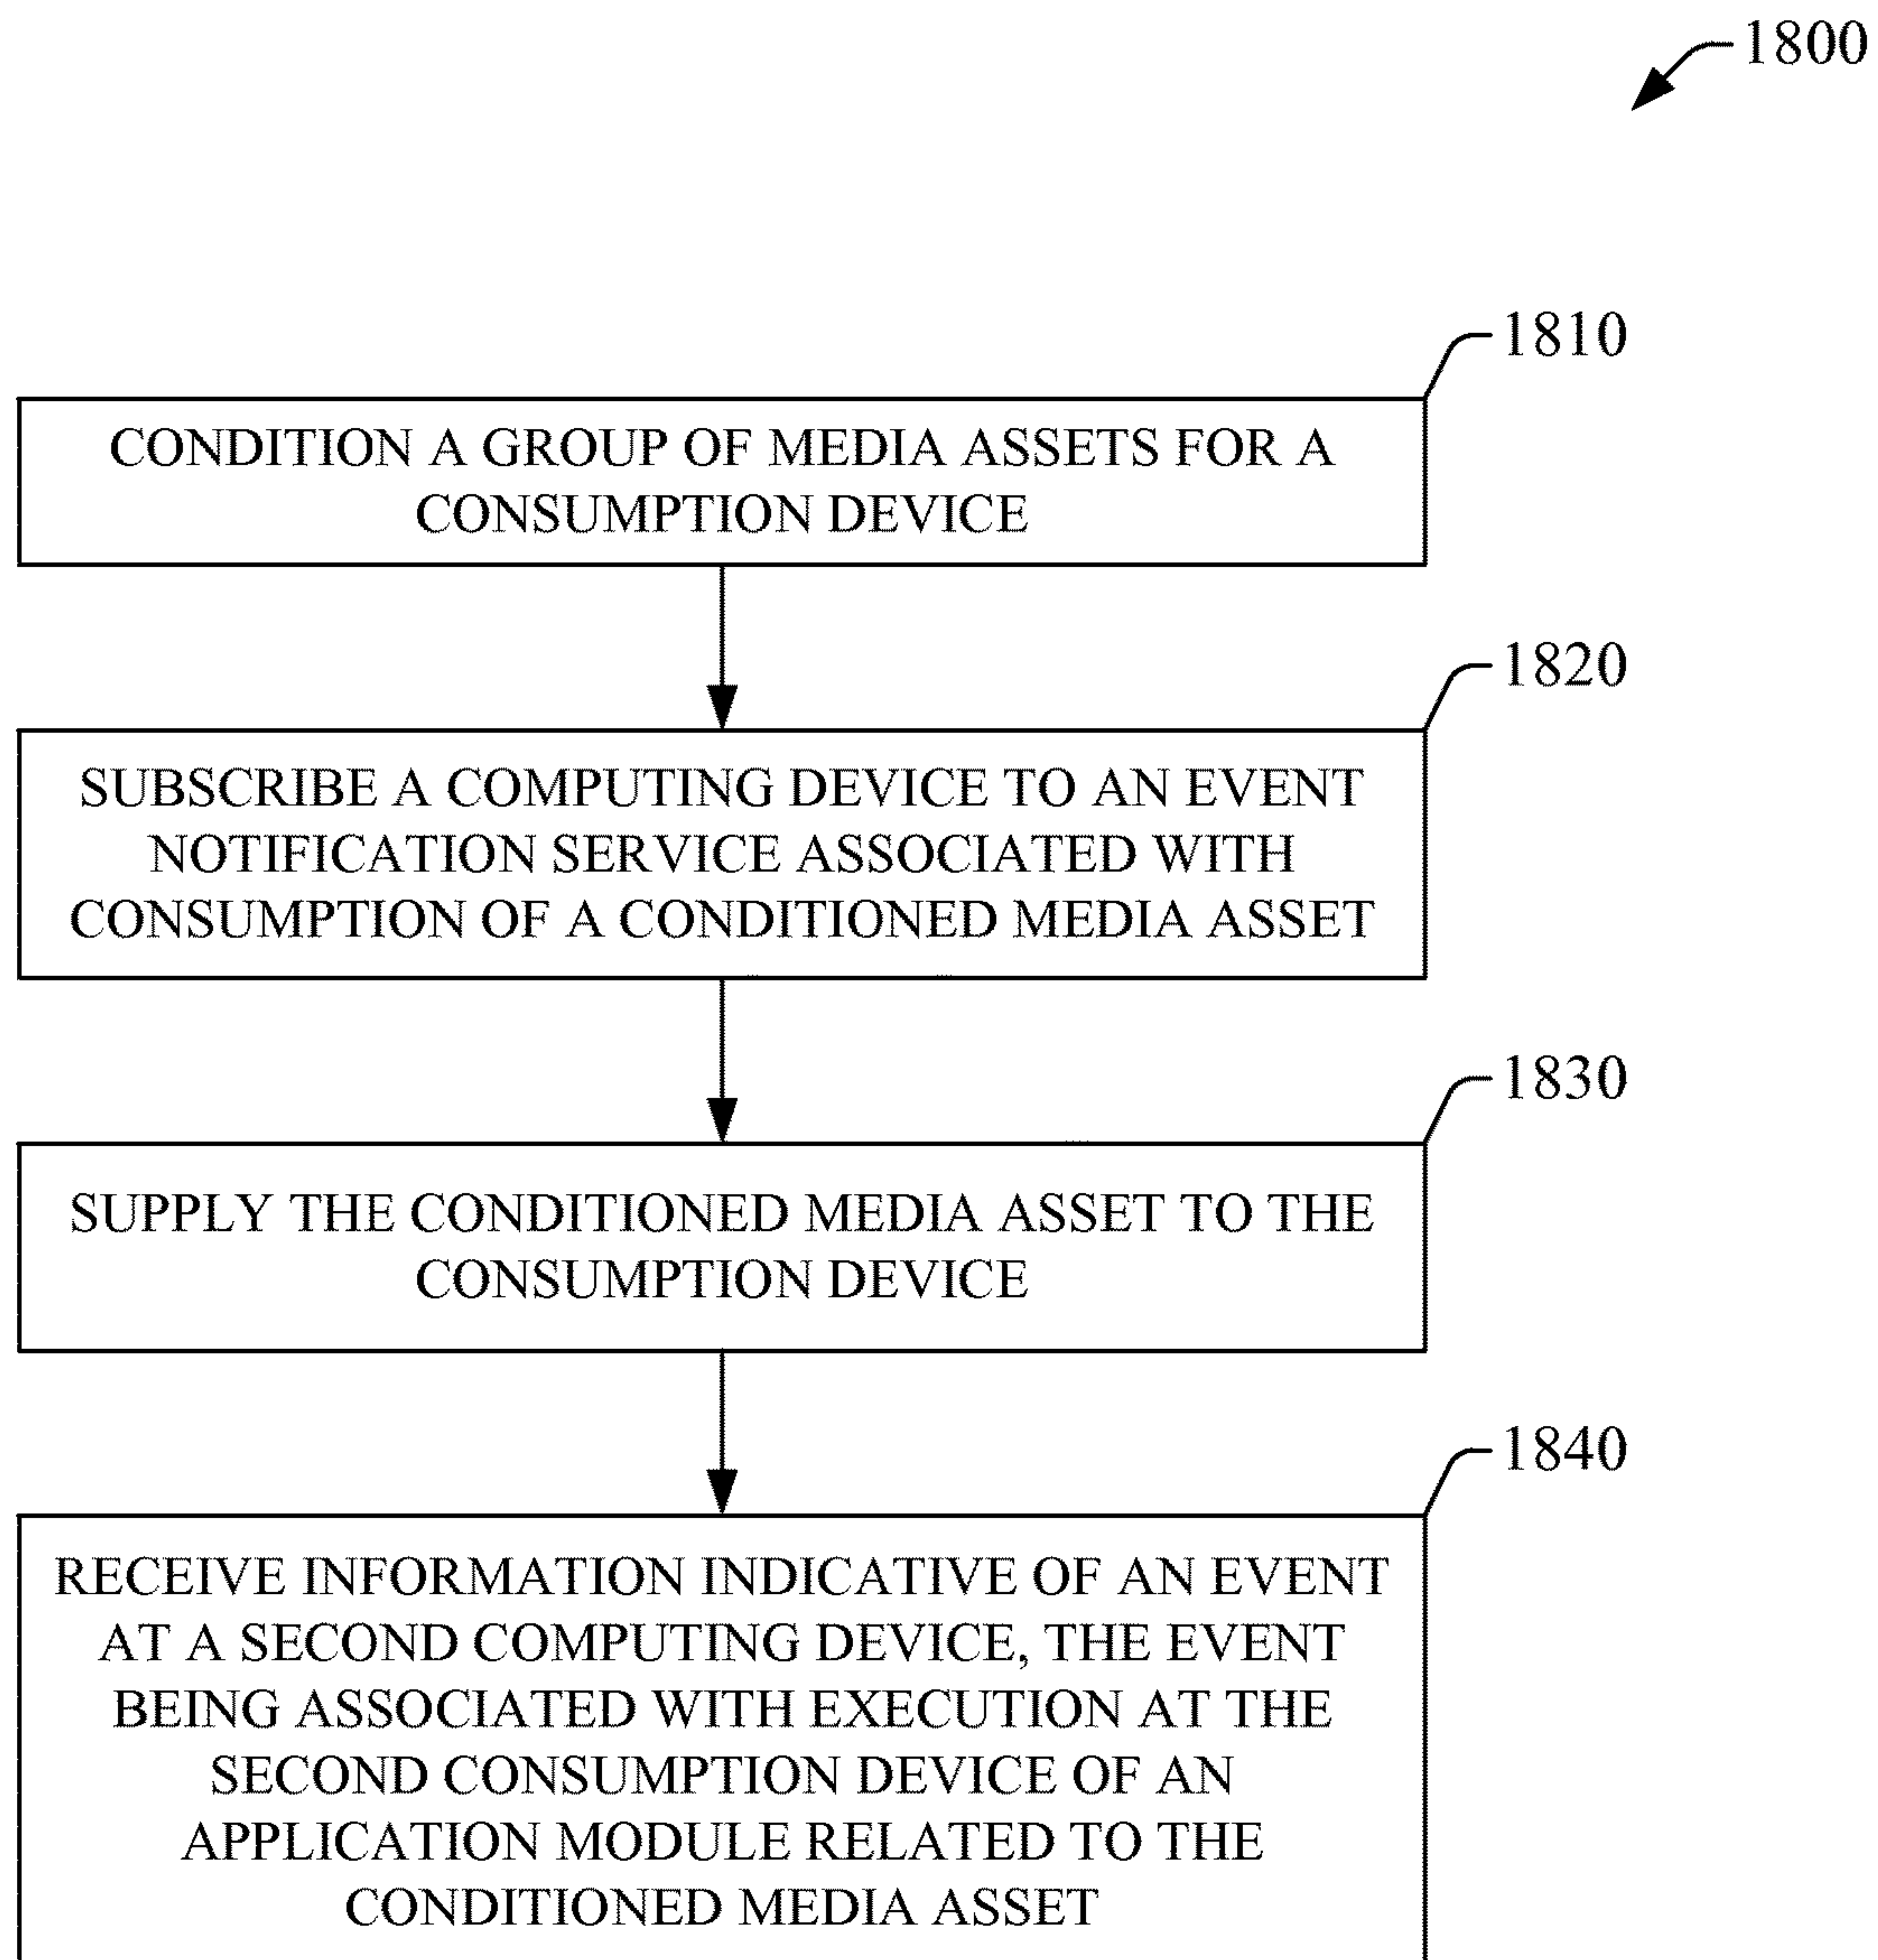 1800
1810
CONDITION A GROUP OF MEDIA ASSETS FOR A
CONSUMPTION DEVICE
1820
SUBSCRIBE A COMPUTING DEVICE TO AN EVENT
NOTIFICATION SERVICE ASSOCIATED WITH
CONSUMPTION OF A CONDITIONED MEDIA ASSET
1830
SUPPLY THE CONDITIONED MEDIA ASSET TO THE
CONSUMPTION DEVICE
1840
RECEIVE INFORMATION INDICATIVE OF AN EVENT
AT A SECOND COMPUTING DEVICE, THE EVENT
BEING ASSOCIATED WITH EXECUTION AT THE
SECOND CONSUMPTION DEVICE OF AN
APPLICATION MODULE RELATED TO THE
CONDITIONED MEDIA ASSET